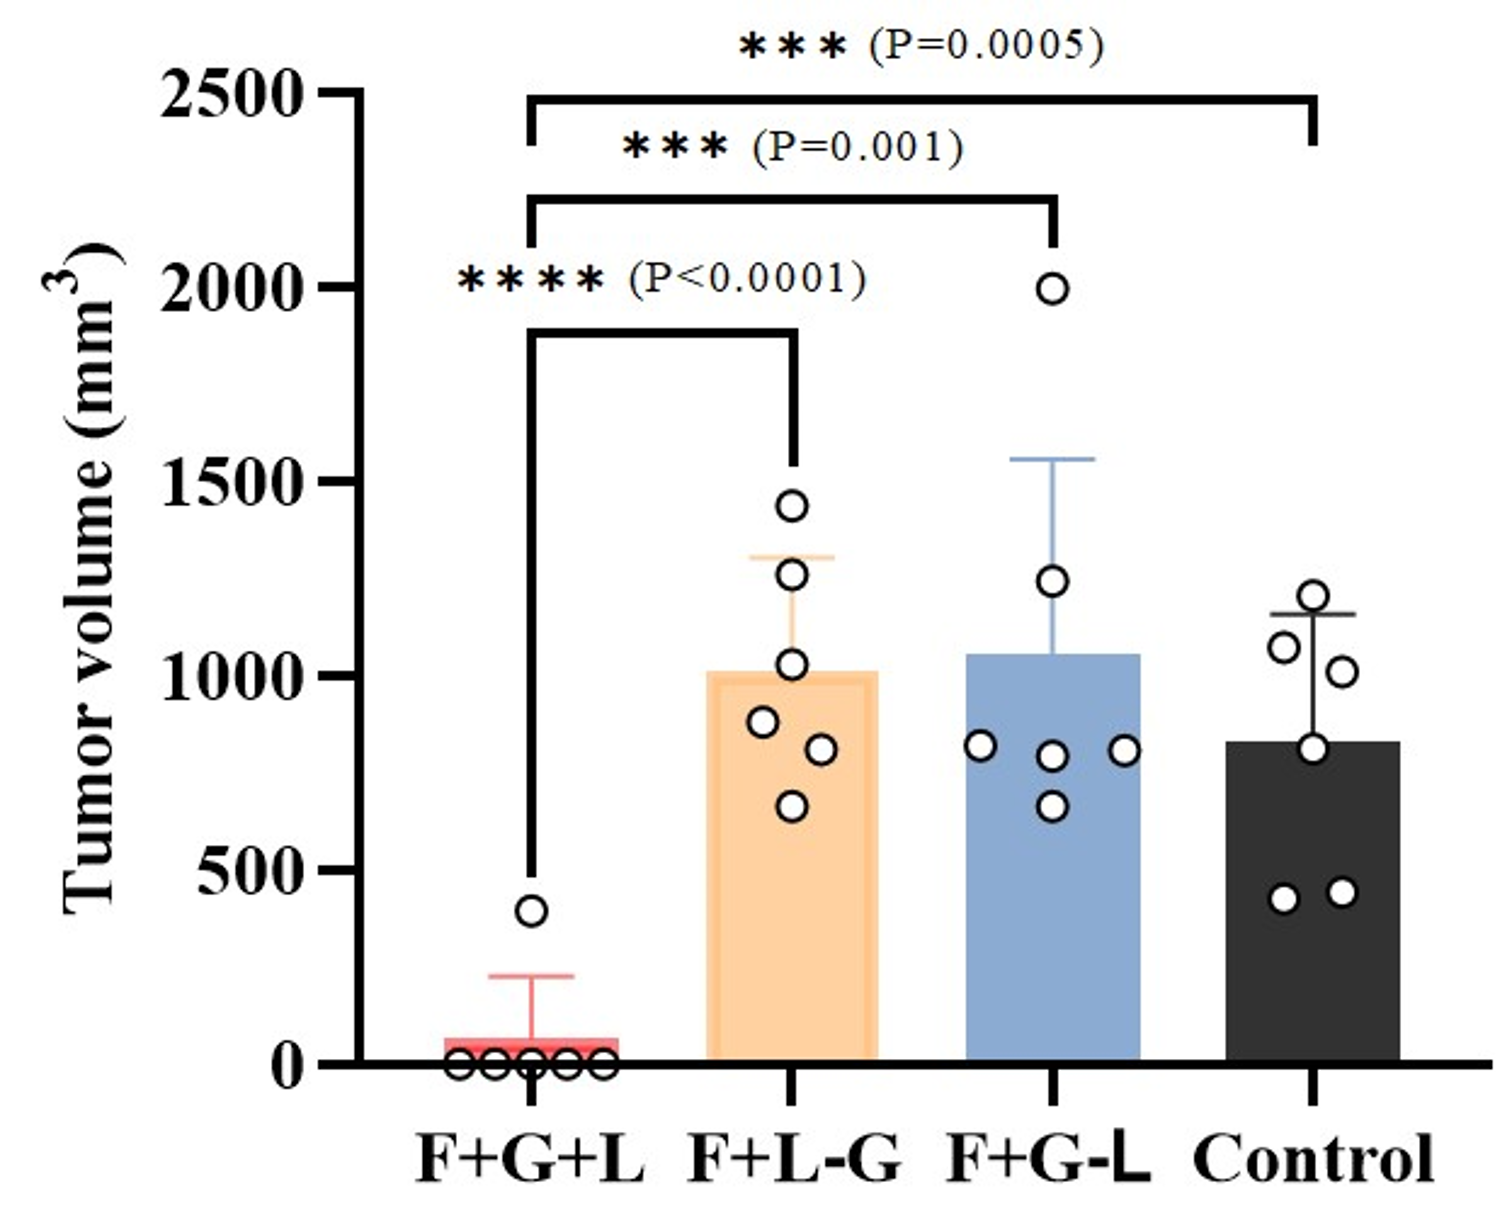 *** (P=0.0005)
2500
*** (P=0.001)
2000
**** (P<0.0001)
Tumor volume (mm³)
1500
1000
500
0
F+G+L F+L-G F+G-L Control